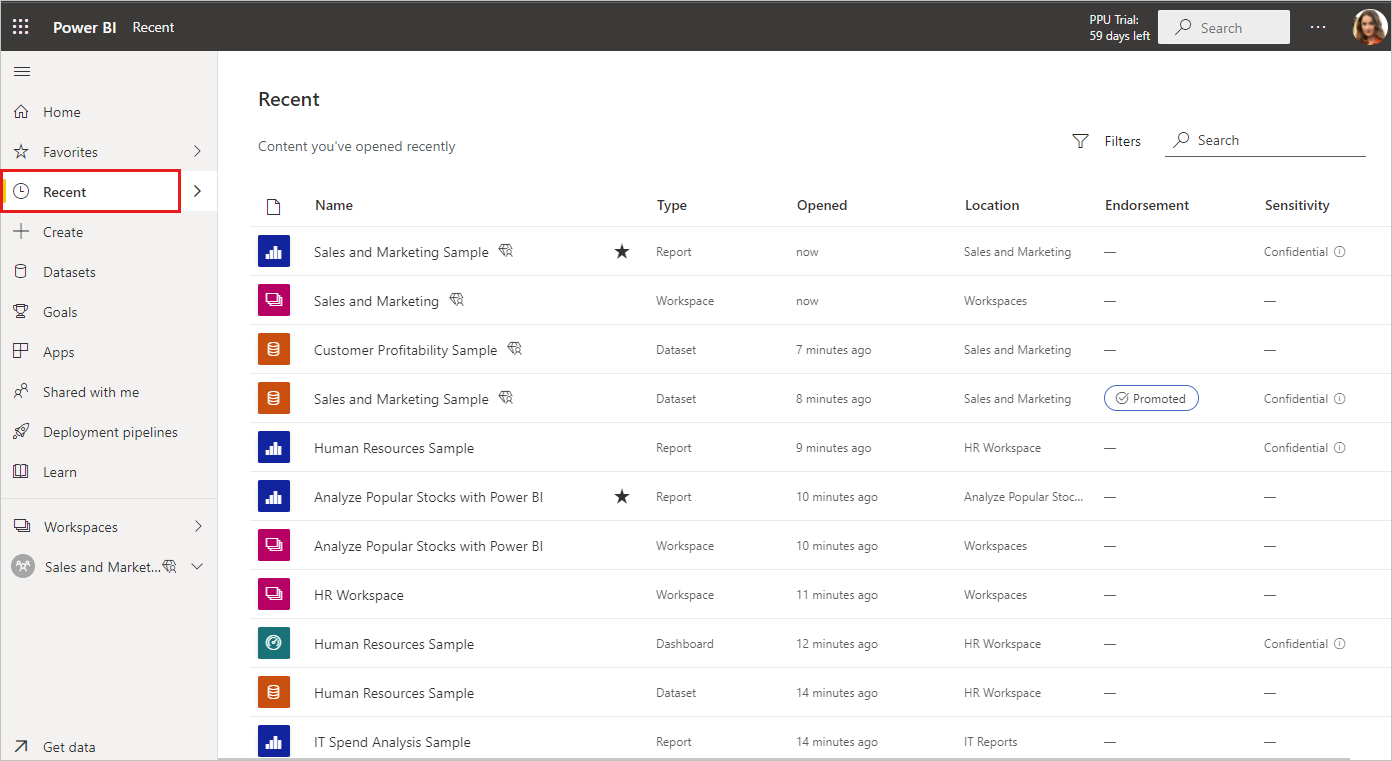 Power BI Recent
PPU Trial:
59 days left
Search
Home
Favorites
Recent
Create
Datasets
Goals
Apps
Shared with me
Deployment pipelines
Learn
Workspaces
Sales and Market...
Get data
Recent
Content you've opened recently
Filters
Search
Name Type Opened Location Endorsement Sensitivity
Sales and Marketing Sample Report now Sales and Marketing — Confidential
Sales and Marketing Workspace now Workspaces — —
Customer Profitability Sample Dataset 7 minutes ago Sales and Marketing — —
Sales and Marketing Sample Dataset 8 minutes ago Sales and Marketing Promoted Confidential
Human Resources Sample Report 9 minutes ago HR Workspace — Confidential
Analyze Popular Stocks with Power BI Report 10 minutes ago Analyze Popular Stoc... — —
Analyze Popular Stocks with Power BI Workspace 10 minutes ago Workspaces — —
HR Workspace Workspace 11 minutes ago Workspaces — —
Human Resources Sample Dashboard 12 minutes ago HR Workspace — Confidential
Human Resources Sample Dataset 14 minutes ago HR Workspace — —
IT Spend Analysis Sample Report 14 minutes ago IT Reports — —